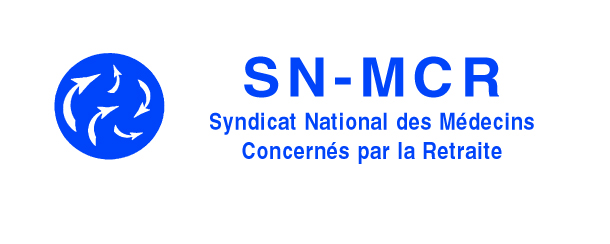 SN-MCR
Syndicat National des Médecins
Concernés par la Retraite